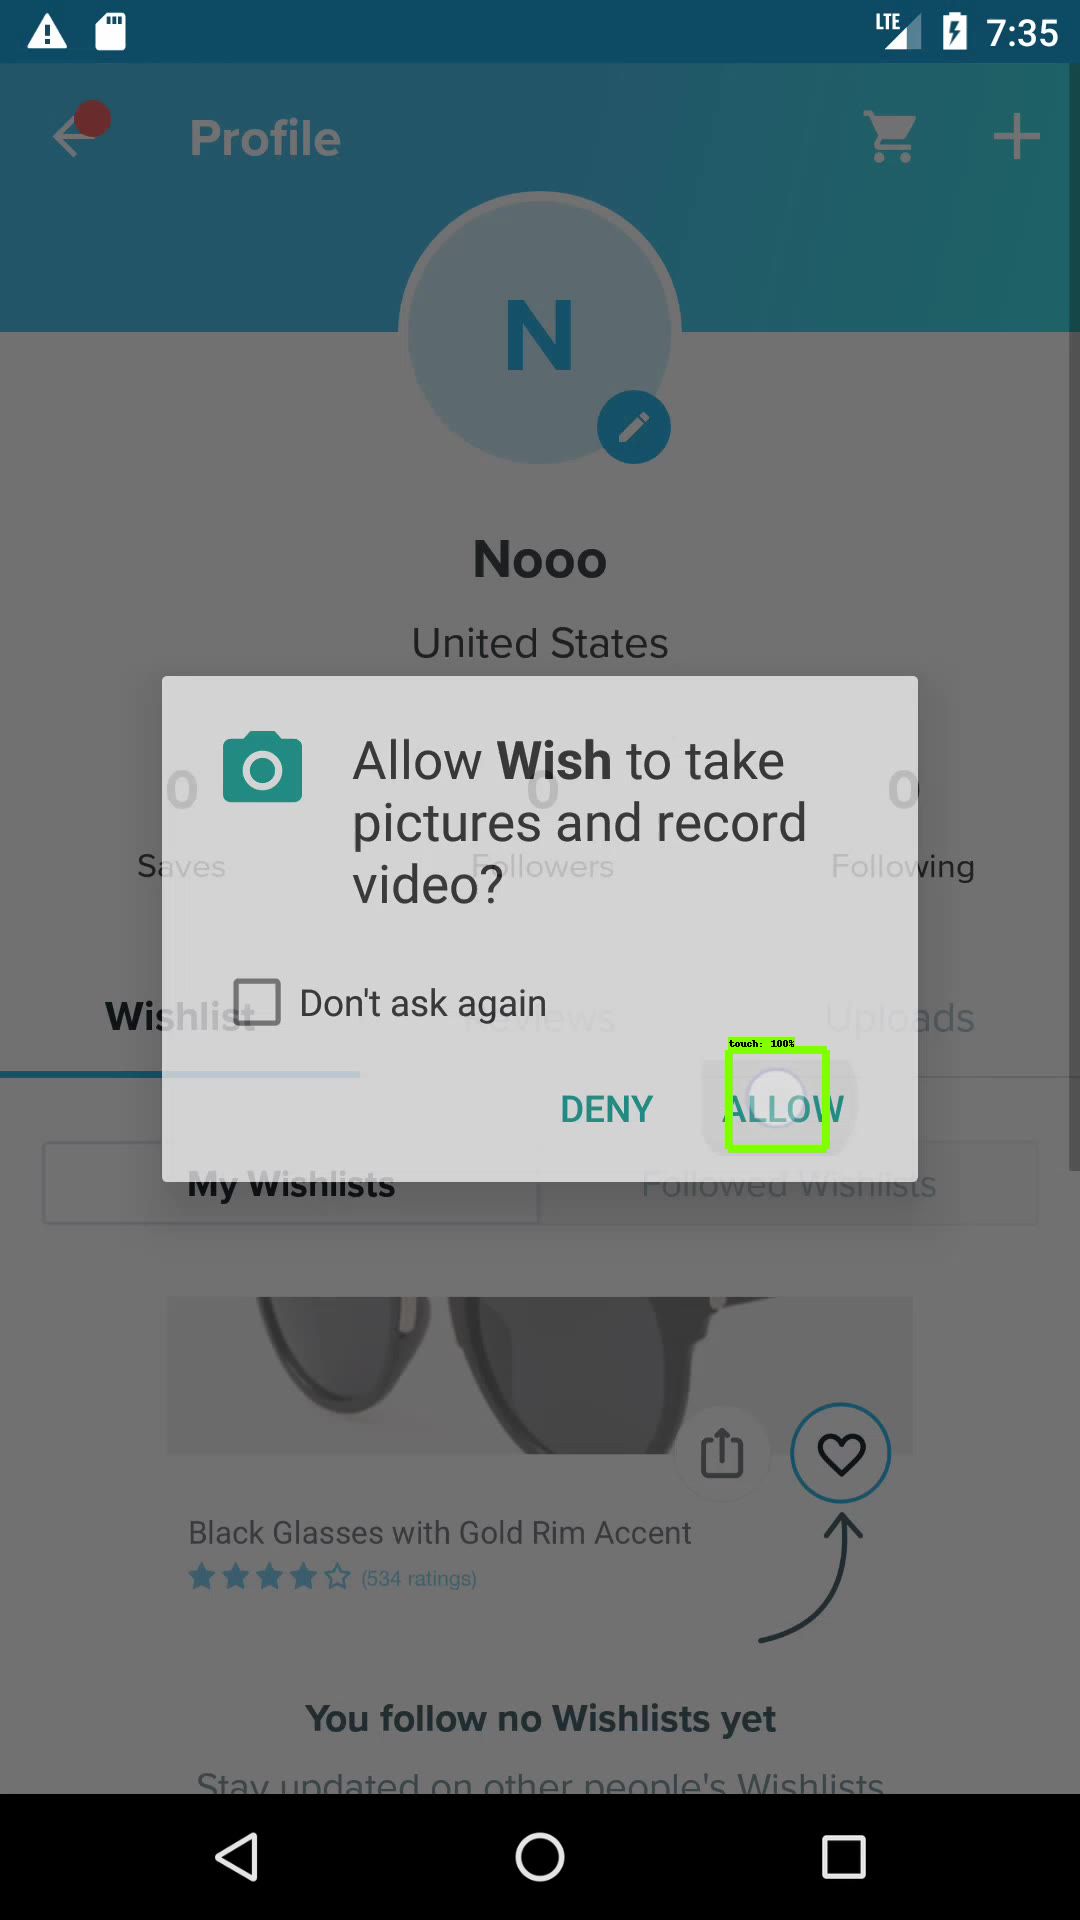 LTE 7:35
Profile
N
Nooo
United States
Allow Wish to take
pictures and record
video?
0 0 0
Saves Followers Following
Don't ask again
Wishlist Reviews Uploads
touch: 100%
DENY ALLOW
My Wishlists Followed Wishlists
Black Glasses with Gold Rim Accent
(534 ratings)
You follow no Wishlists yet
Stay updated on other people's Wishlists